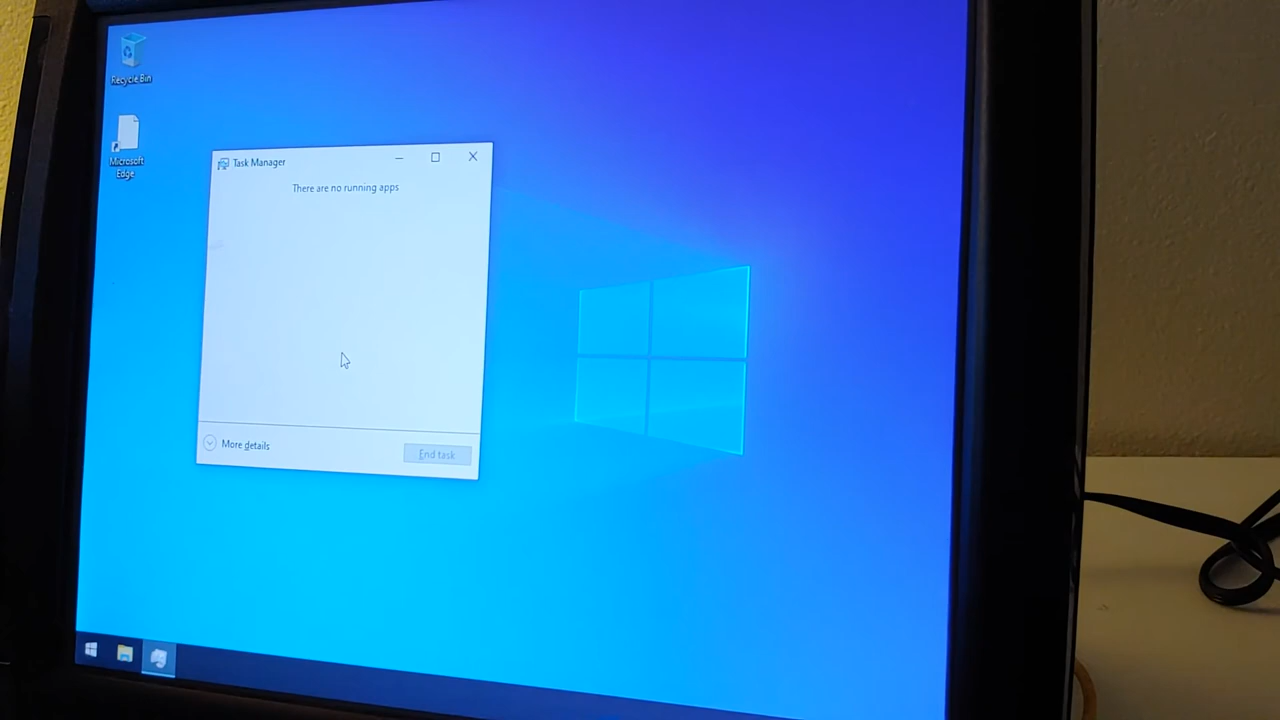 Recycle Bin
Microsoft
Edge
Task Manager
There are no running apps
More details
End task